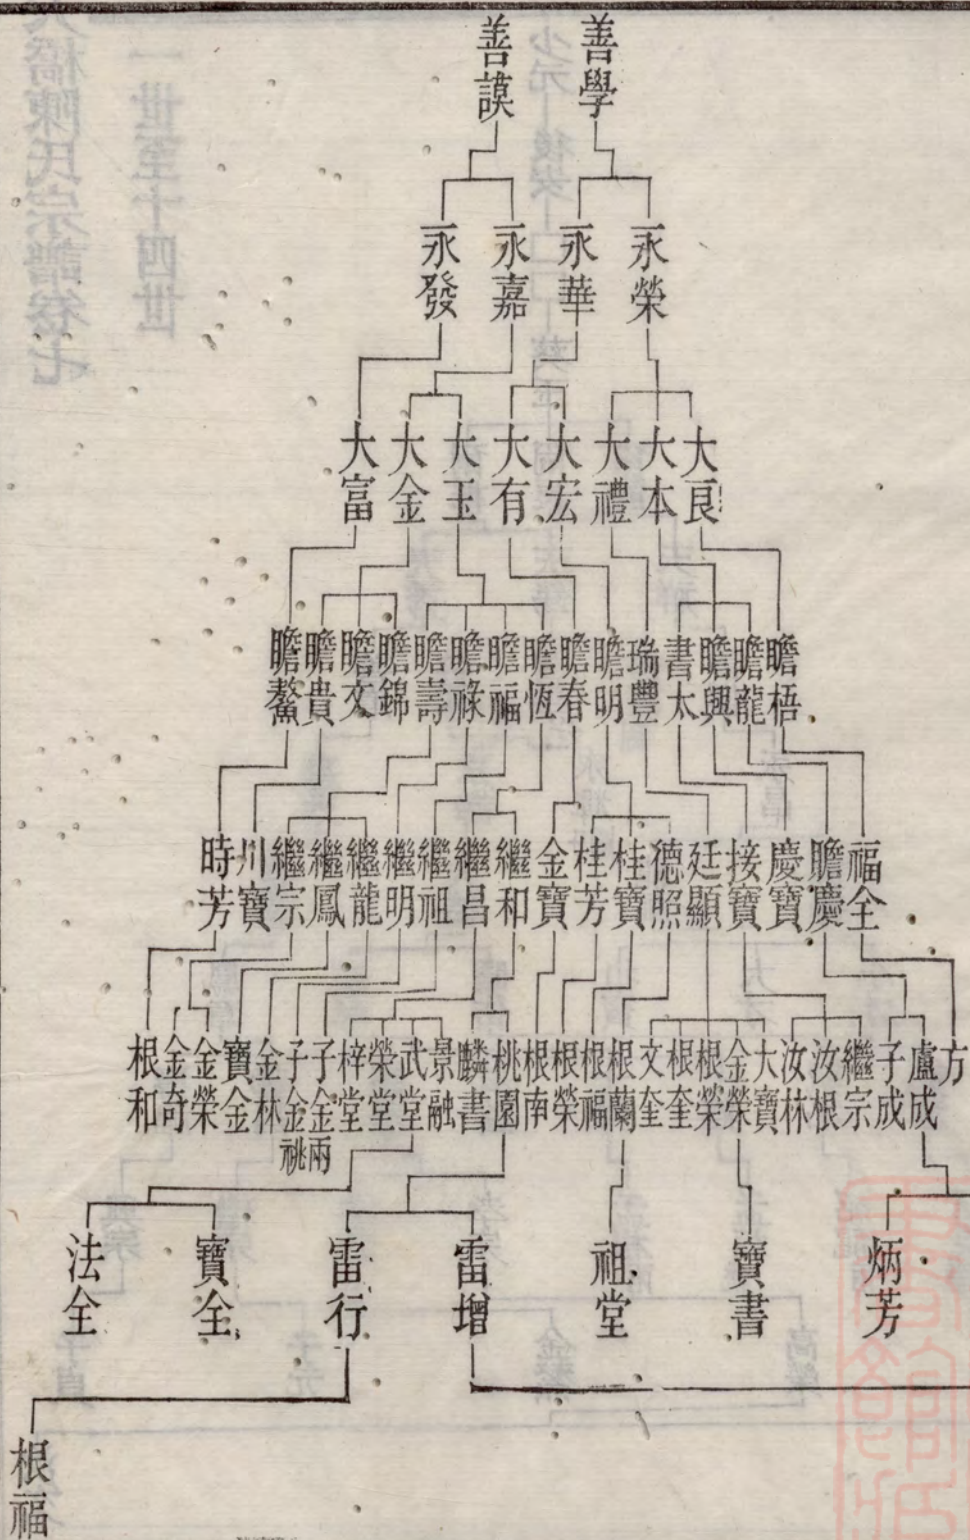 善學
善謨
永榮
永華
永嘉
永發
大良
大本
大禮
大宏
大有
大玉
大金
大富
瞻梧
瞻龍
瞻興
書太
瑞豐
瞻明
瞻春
瞻恆
瞻福
瞻祿
瞻壽
瞻錦
瞻文
瞻貴
瞻鰲
福全
瞻慶
慶寶
接寶
廷顯
德照
桂寶
桂芳
金寶
繼和
繼昌
繼祖
繼明
繼龍
繼鳳
繼宗
川寶
時芳
方
盧成
子成
繼宗
汝根
汝林
大寶
金榮
根榮
根奎
文奎
根蘭
根福
根榮
根南
桃園
麟書
景融
武堂
榮堂
梓堂
子金兩
子金祧
金林
寶金
金榮
金奇
根和
炳芳
寶書
祖堂
雷增
雷行
寶全
法全
根福